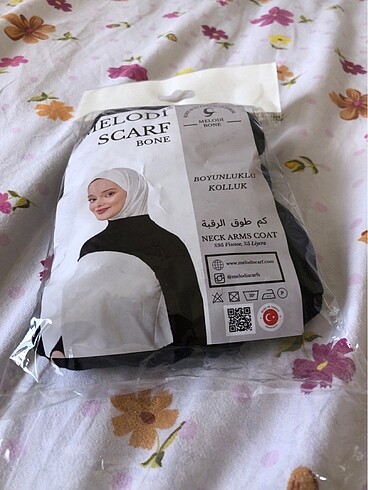 MELODİ
SCARF
BONE
MELODİ
BONE
BOYUNLUKLU
KOLLUK
كم طوق الرقبة
NECK ARMS COAT
www.melodiscarf.com
@melodiscarfs